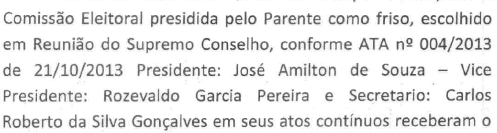 Comissão Eleitoral presidida pelo Parente como friso, escolhido
em Reunião do Supremo Conselho, conforme ATA nº 004/2013
de 21/10/2013 Presidente: José Amilton de Souza – Vice
Presidente: Rozevaldo Garcia Pereira e Secretario: Carlos
Roberto da Silva Gonçalves em seus atos contínuos receberam o